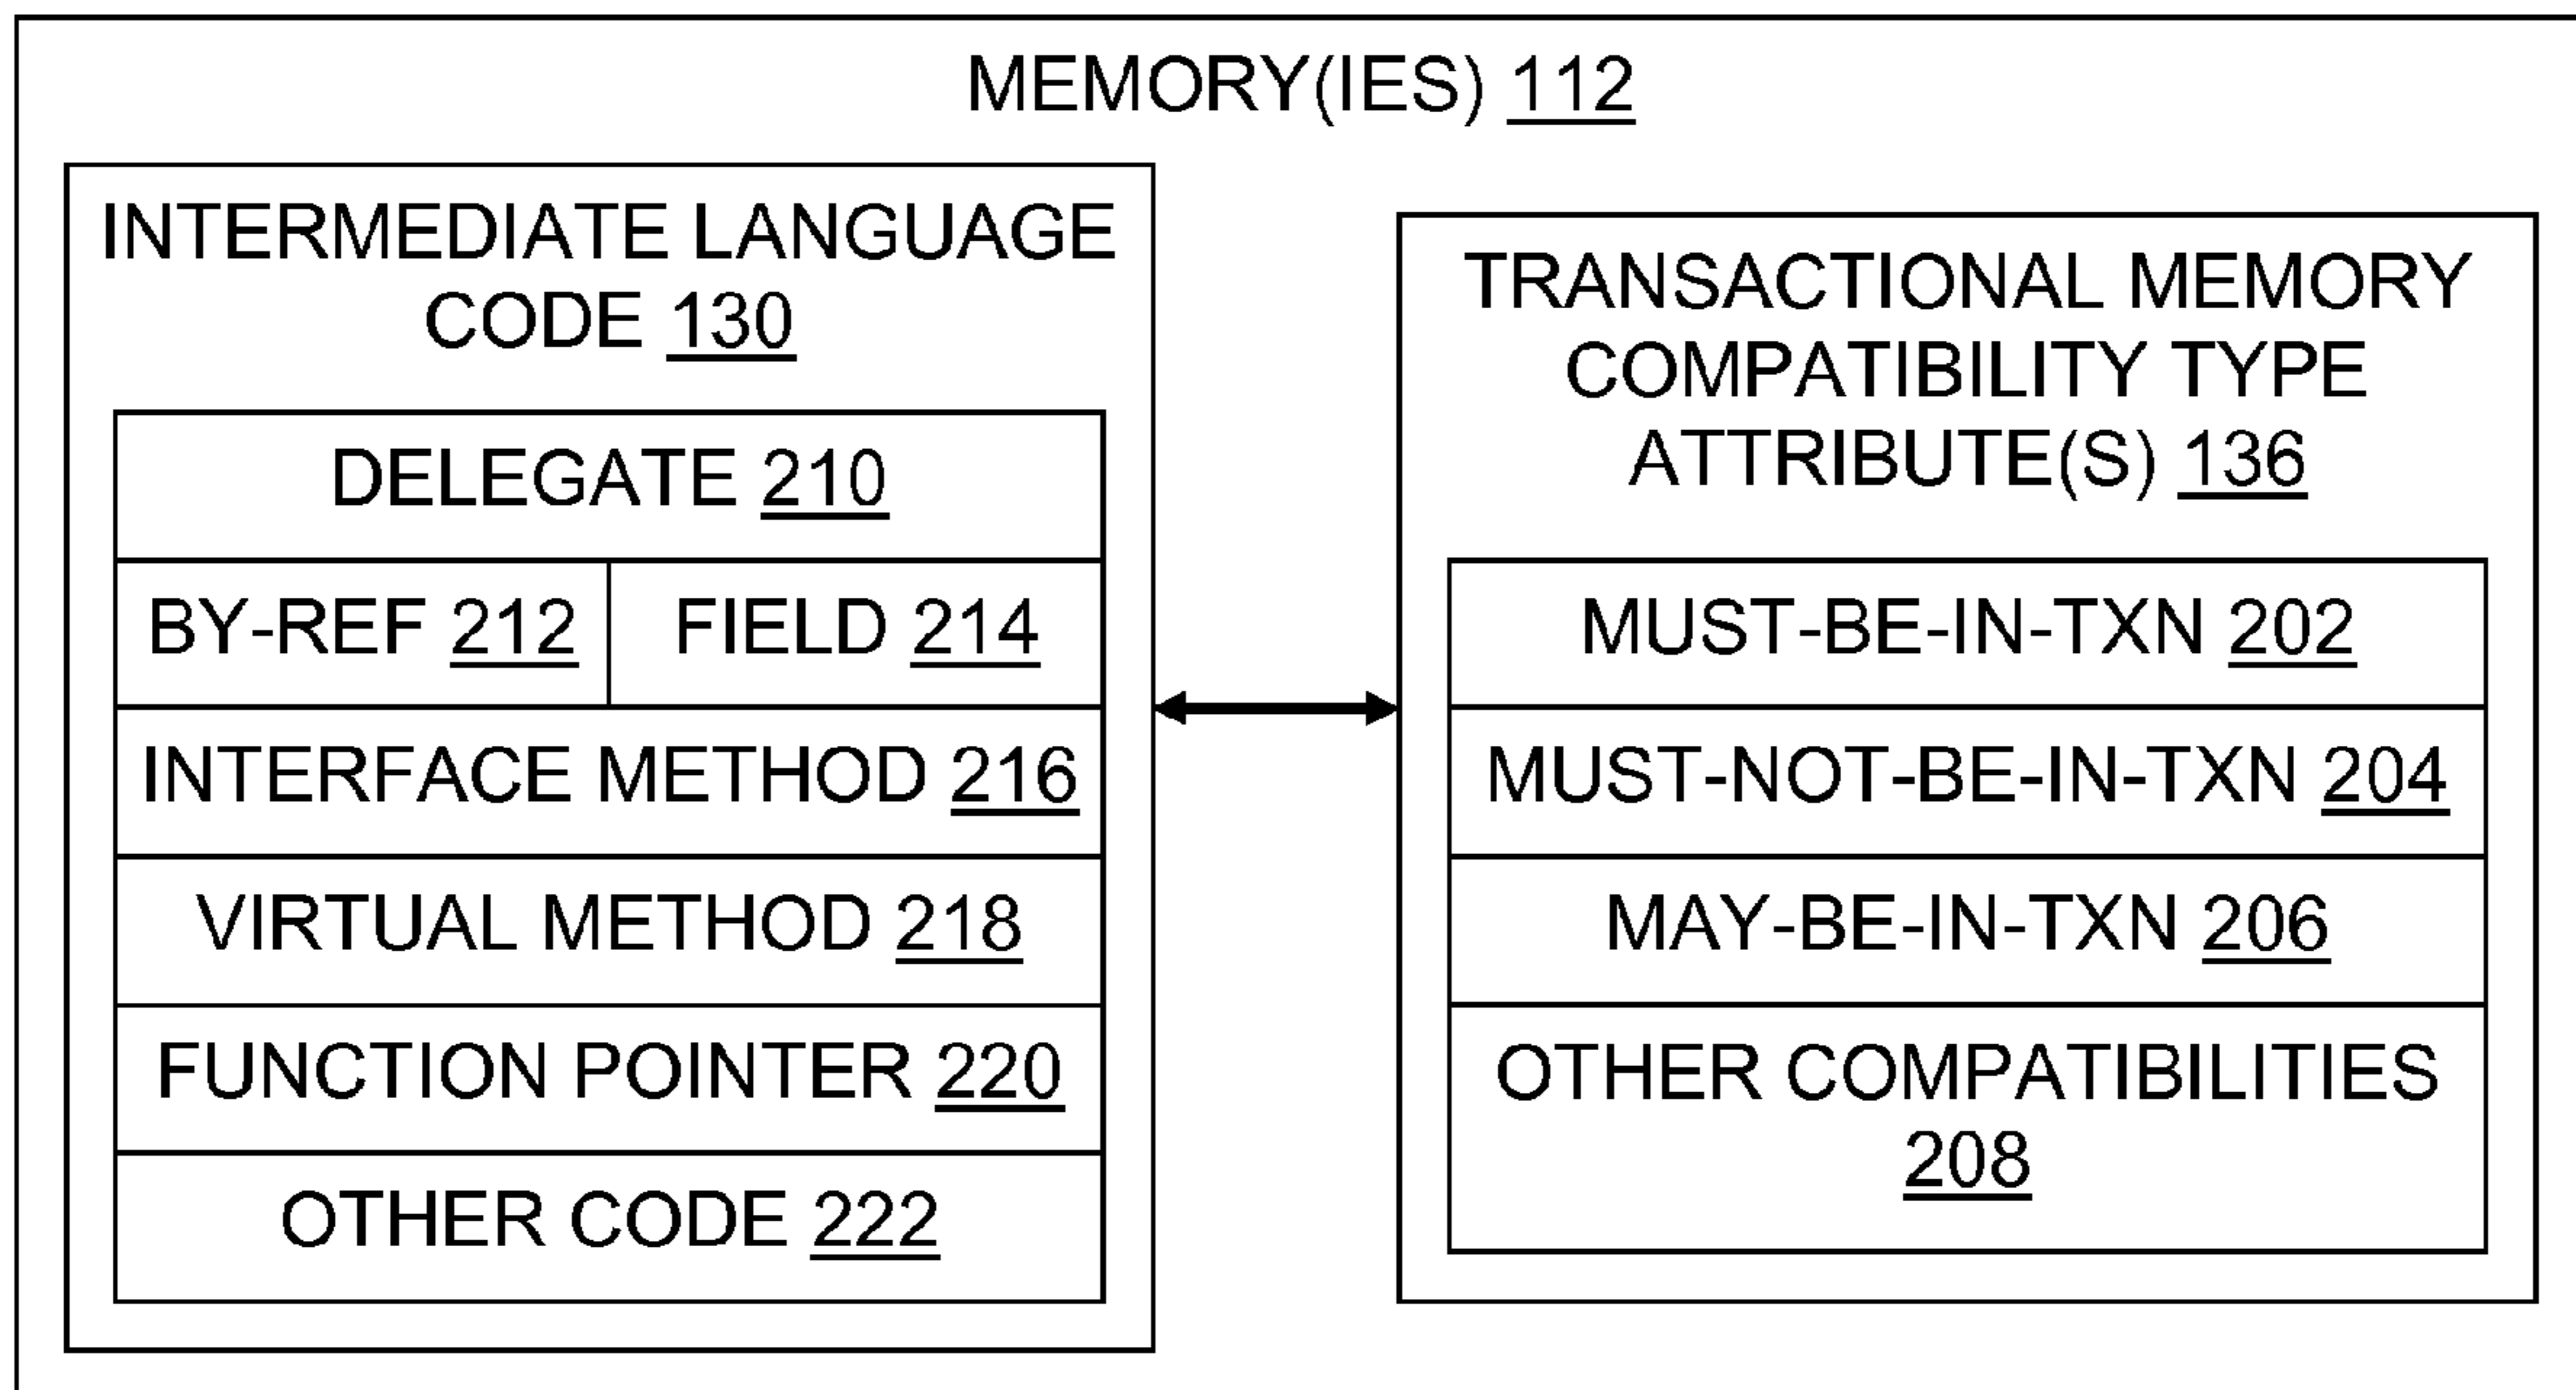 MEMORY(IES) 112
INTERMEDIATE LANGUAGE
CODE 130
DELEGATE 210
BY-REF 212 FIELD 214
INTERFACE METHOD 216
VIRTUAL METHOD 218
FUNCTION POINTER 220
OTHER CODE 222
TRANSACTIONAL MEMORY
COMPATIBILITY TYPE
ATTRIBUTE(S) 136
MUST-BE-IN-TXN 202
MUST-NOT-BE-IN-TXN 204
MAY-BE-IN-TXN 206
OTHER COMPATIBILITIES
208